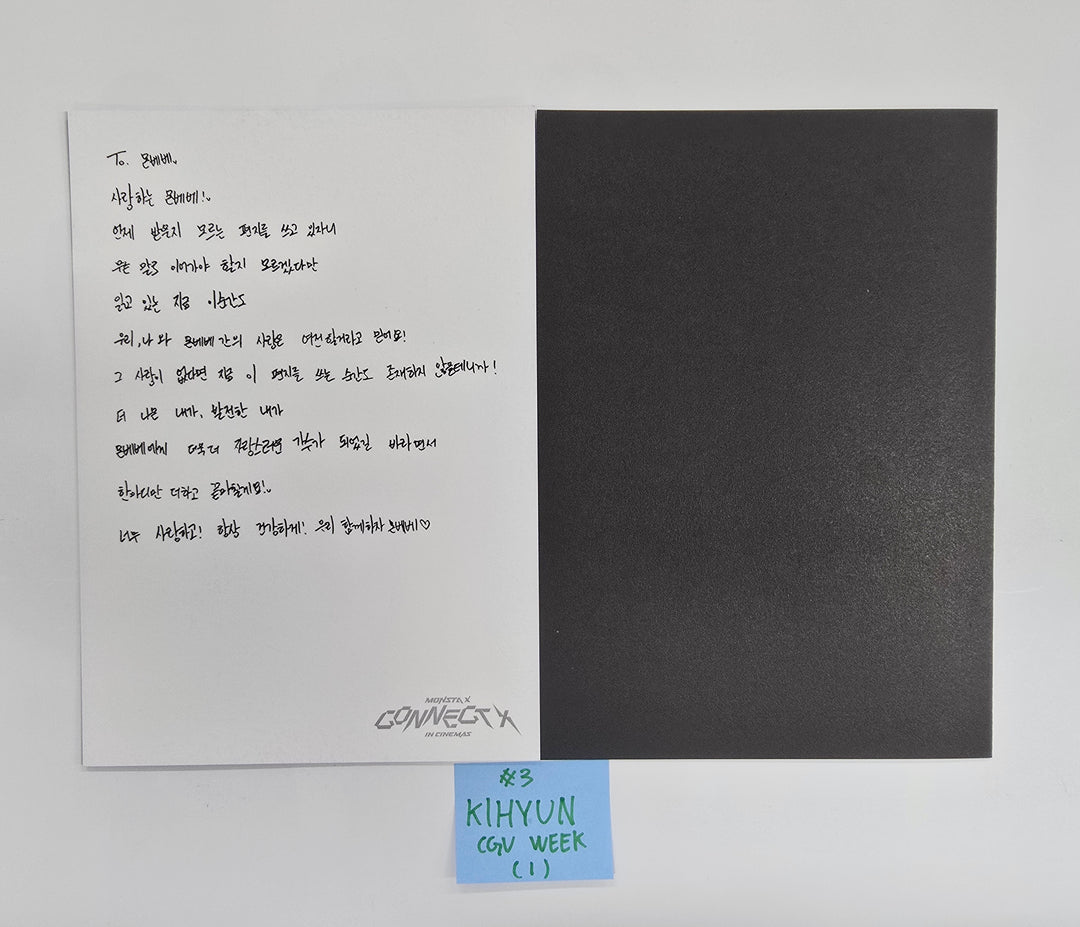 To. 몬베베
사랑하는 몬베베!
언제 받을지 모르는 편지를 쓰고 있자니
무슨 말로 이어가야 할지 모르겠다만
읽고 있는 지금 이순간도
우리, 나와 몬베베 간의 사랑은 여전할거라고 믿어요!
그 사랑이 없다면 지금 이 편지를 쓰는 순간도 존재하지 않을테니까!
더 나은 내가, 발전한 내가
몬베베에게 더욱더 자랑스러운 가수가 되었길 바라면서
한마디만 더하고 끝마칠게요!
너무 사랑하고! 항상 건강하게! 우리 함께하자 몬베베♡
MONSTA X
CONNECT X
IN CINEMAS
#3
KIHYUN
CGV WEEK
(1)